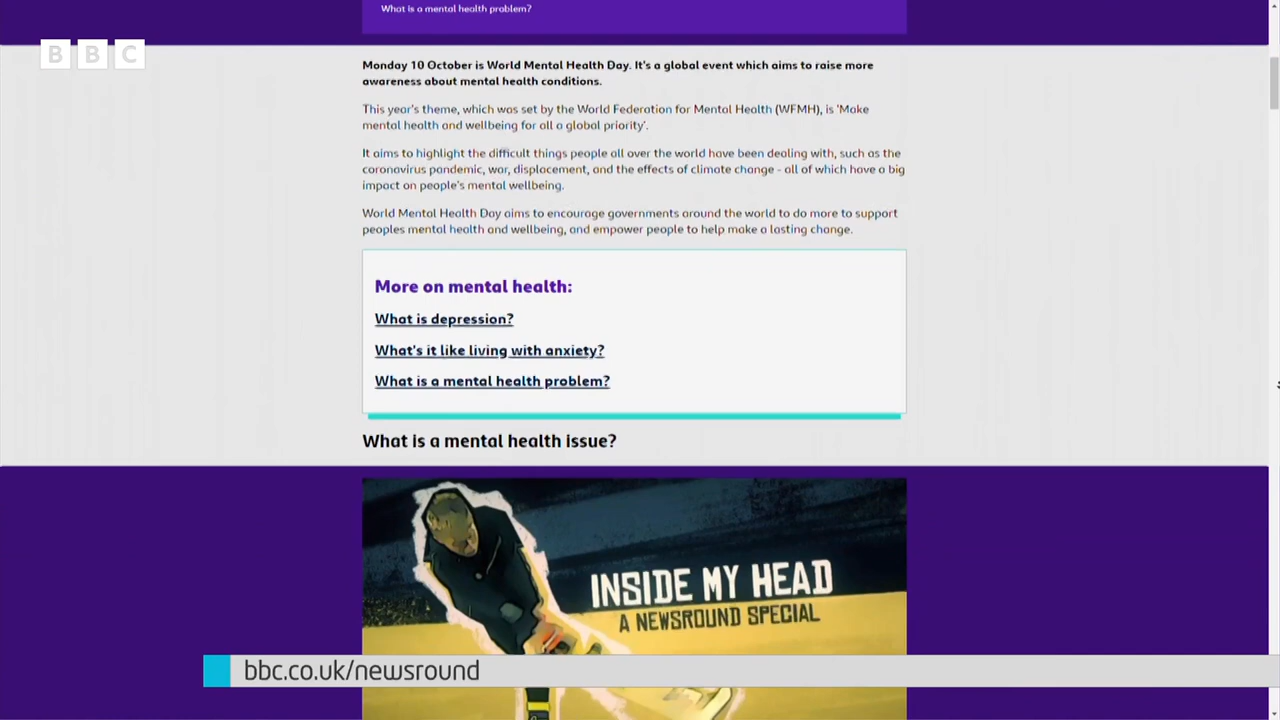 What is a mental health problem?
BBC
Monday 10 October is World Mental Health Day. It's a global event which aims to raise more
awareness about mental health conditions.
This year's theme, which was set by the World Federation for Mental Health (WFMH), is 'Make
mental health and wellbeing for all a global priority'.
It aims to highlight the difficult things people all over the world have been dealing with, such as the
coronavirus pandemic, war, displacement, and the effects of climate change - all of which have a big
impact on people's mental wellbeing.
World Mental Health Day aims to encourage governments around the world to do more to support
peoples mental health and wellbeing, and empower people to help make a lasting change.
More on mental health:
What is depression?
What's it like living with anxiety?
What is a mental health problem?
What is a mental health issue?
INSIDE MY HEAD
A NEWSROUND SPECIAL
bbc.co.uk/newsround